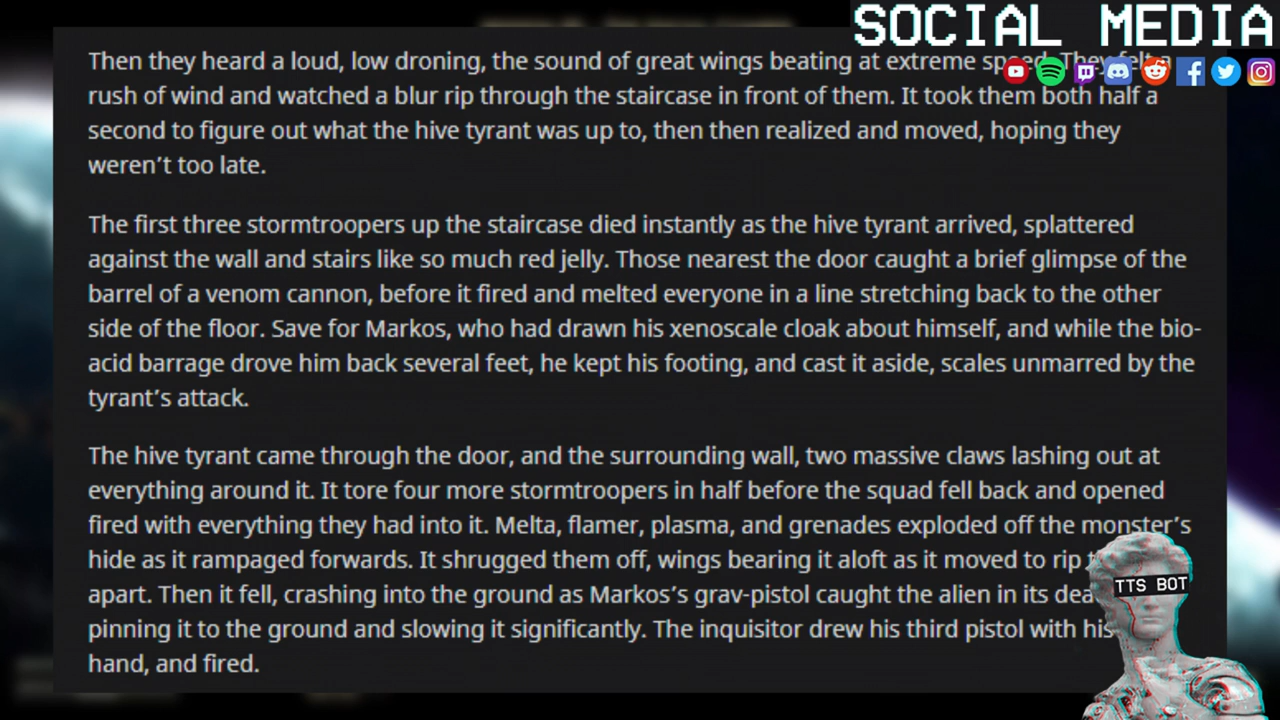 SOCIAL MEDIA
Then they heard a loud, low droning, the sound of great wings beating at extreme speed. They felt a
rush of wind and watched a blur rip through the staircase in front of them. It took them both half a
second to figure out what the hive tyrant was up to, then then realized and moved, hoping they
weren’t too late.
The first three stormtroopers up the staircase died instantly as the hive tyrant arrived, splattered
against the wall and stairs like so much red jelly. Those nearest the door caught a brief glimpse of the
barrel of a venom cannon, before it fired and melted everyone in a line stretching back to the other
side of the floor. Save for Markos, who had drawn his xenoscale cloak about himself, and while the bio-
acid barrage drove him back several feet, he kept his footing, and cast it aside, scales unmarred by the
tyrant’s attack.
The hive tyrant came through the door, and the surrounding wall, two massive claws lashing out at
everything around it. It tore four more stormtroopers in half before the squad fell back and opened
fired with everything they had into it. Melta, flamer, plasma, and grenades exploded off the monster’s
hide as it rampaged forwards. It shrugged them off, wings bearing it aloft as it moved to rip
apart. Then it fell, crashing into the ground as Markos’s grav-pistol caught the alien in its
pinning it to the ground and slowing it significantly. The inquisitor drew his third pistol with his
hand, and fired.
TTS BOT